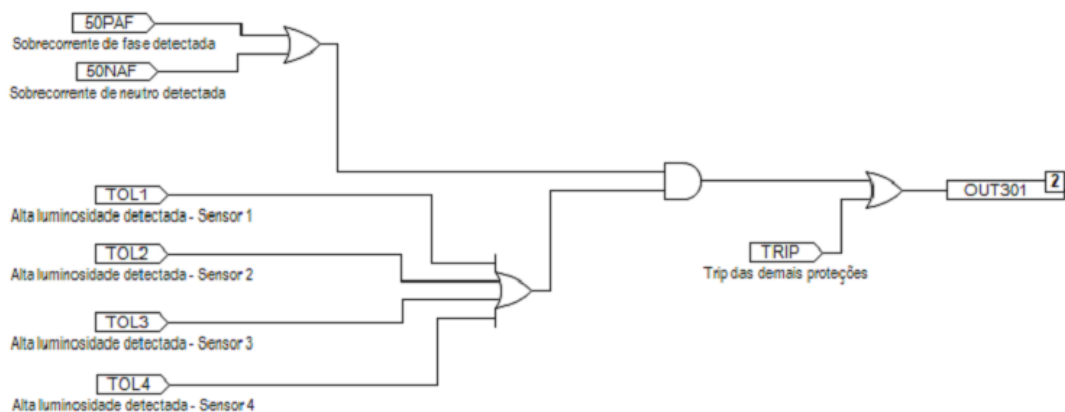 50PAF
Sobrecorrente de fase detectada
50NAF
Sobrecorrente de neutro detectada
TOL1
Alta luminosidade detectada - Sensor 1
TOL2
Alta luminosidade detectada - Sensor 2
TOL3
Alta luminosidade detectada - Sensor 3
TOL4
Alta luminosidade detectada - Sensor 4
TRIP
Trip das demais proteções
OUT301
2